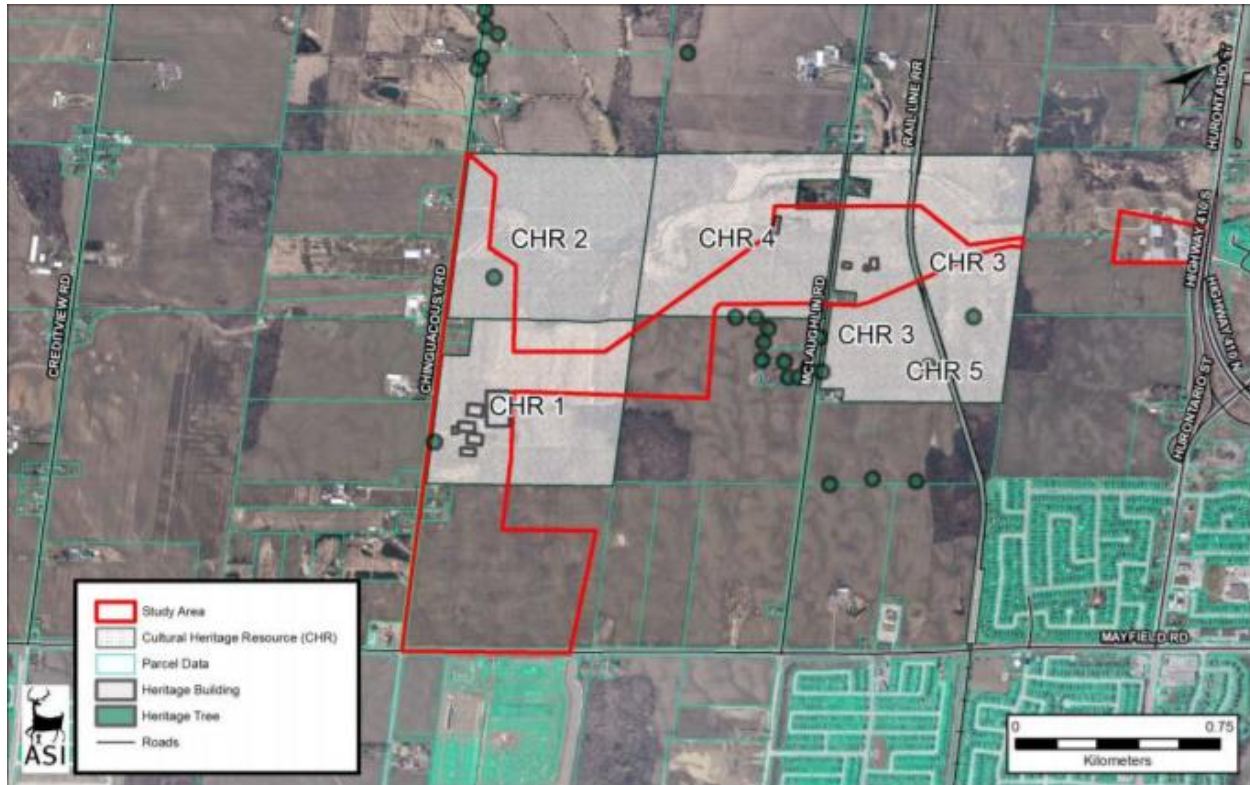 RAIL LINE RR
HURONTARIO ST
HIGHWAY 410 S
HIGHWAY 410 N
CHR 2
CHR 4
CHR 3
CREDITVIEW RD
CHINGUACOUSY RD
MCLAUGHLIN RD
CHR 3
CHR 5
CHR 1
HURONTARIO ST
MAYFIELD RD
Study Area
Cultural Heritage Resource (CHR)
Parcel Data
Heritage Building
Heritage Tree
Roads
ASI
0 0.75
Kilometers